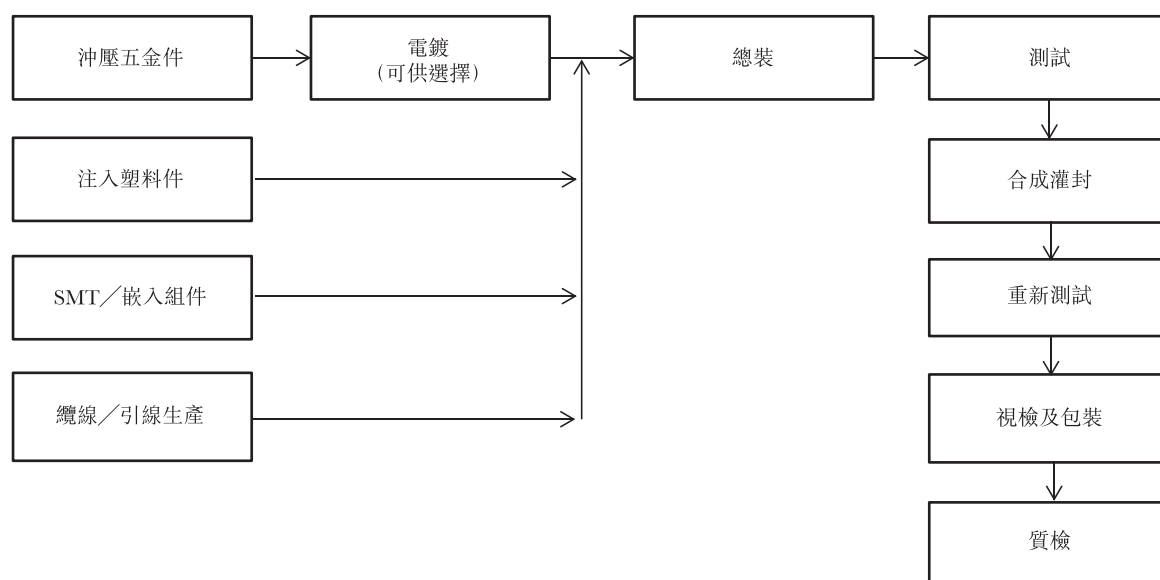 沖壓五金件
電鍍
(可供選擇)
總裝
測試
注入塑料件
合成灌封
SMT／嵌入組件
重新測試
纜線／引線生產
視檢及包裝
質檢